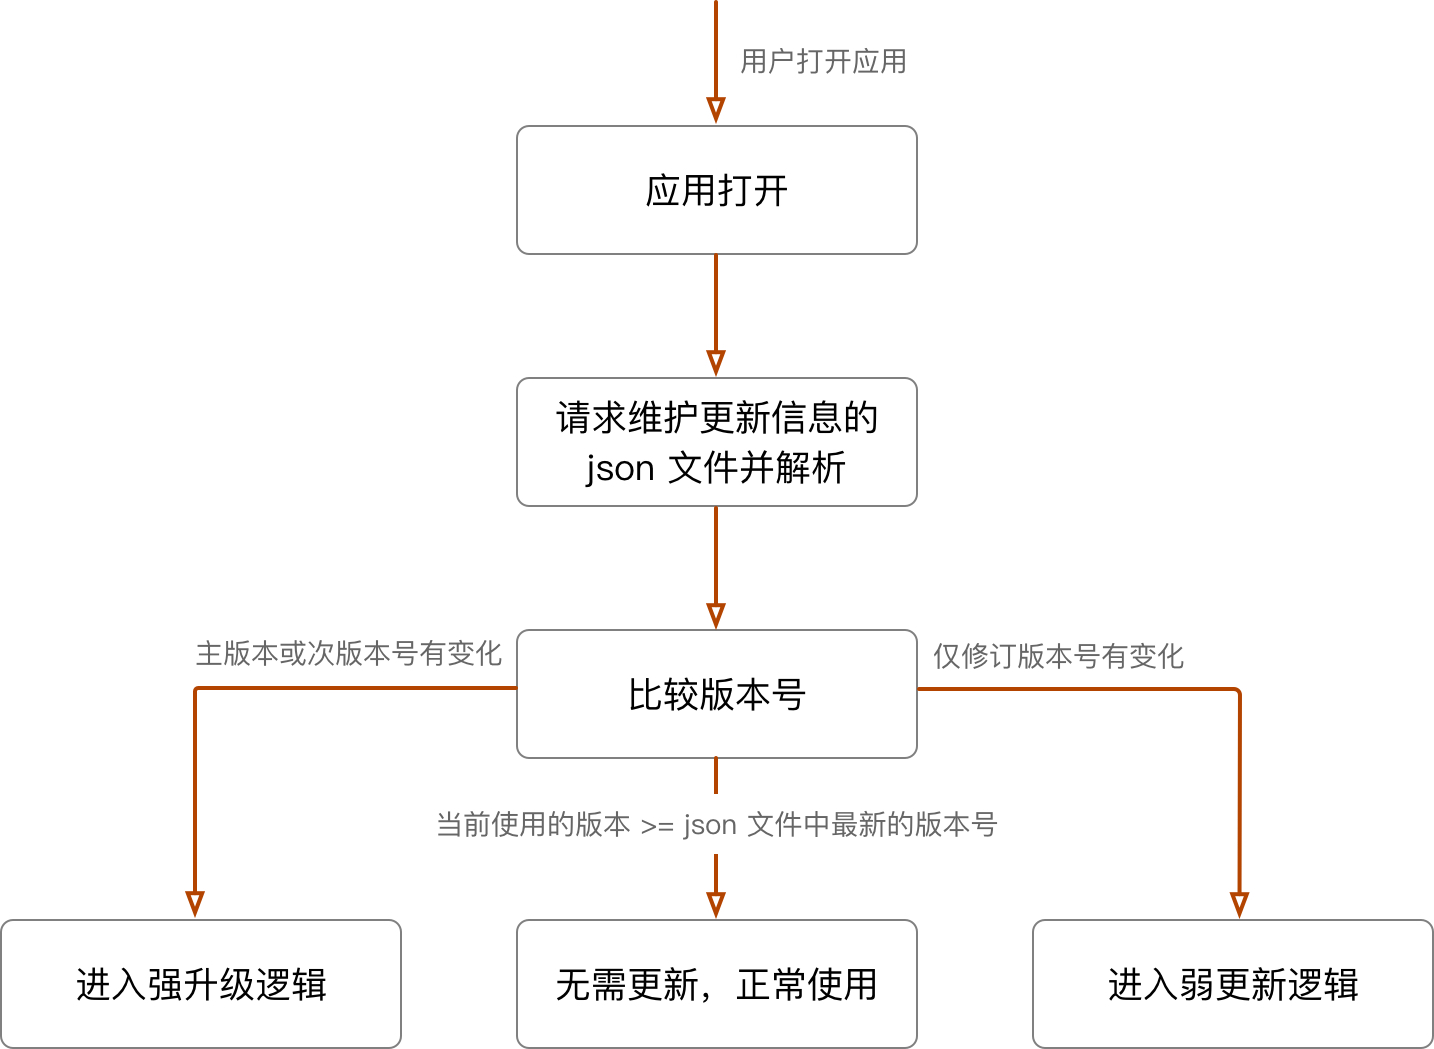 用户打开应用
应用打开
请求维护更新信息的
json 文件并解析
主版本或次版本号有变化
仅修订版本号有变化
比较版本号
当前使用的版本 >= json 文件中最新的版本号
进入强升级逻辑
无需更新，正常使用
进入弱更新逻辑